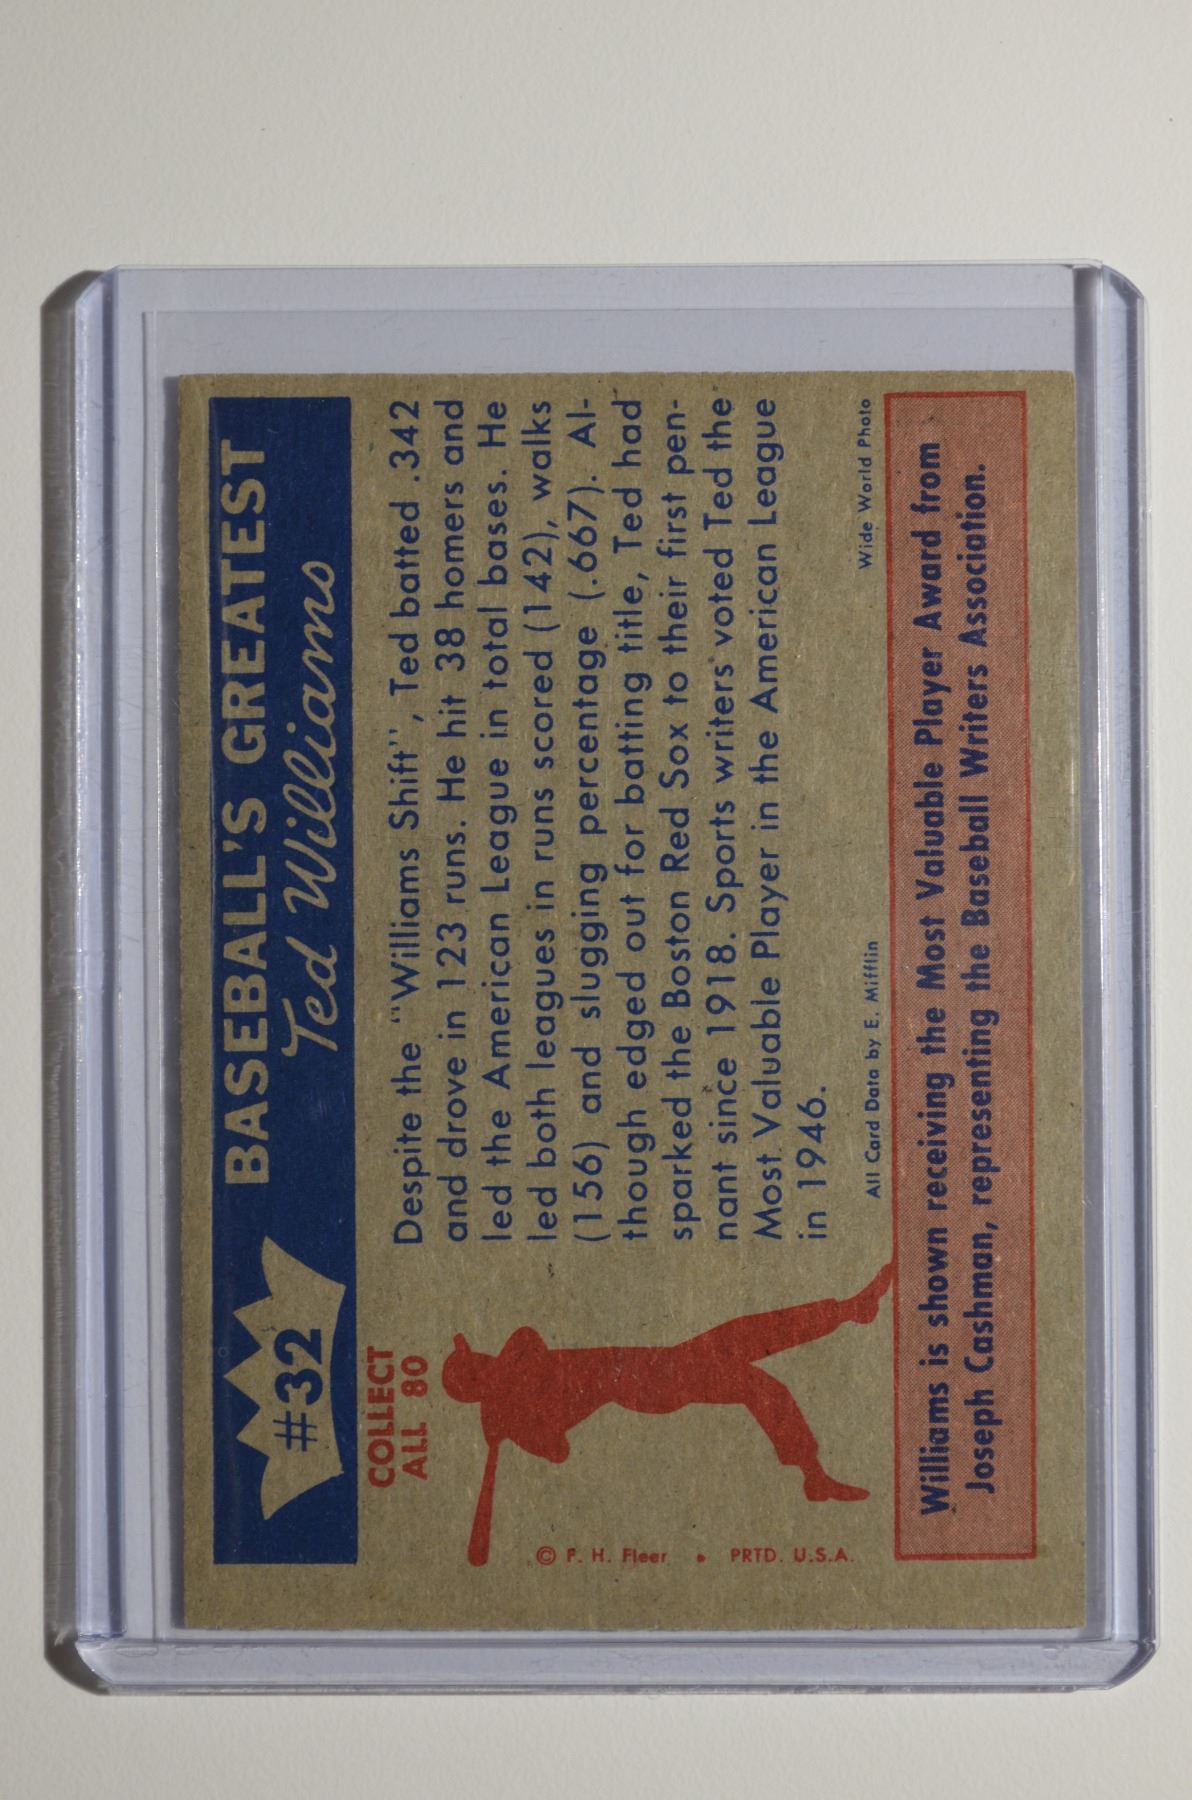 BASEBALL'S GREATEST
#32
Ted Williams
COLLECT
ALL 80
Despite the "Williams Shift", Ted batted .342
and drove in 123 runs. He hit 38 homers and
led the American League in total bases. He
led both leagues in runs scored (142), walks
(156) and slugging percentage (.667). Al-
though edged out for batting title, Ted had
sparked the Boston Red Sox to their first pen-
nant since 1918. Sports writers voted Ted the
Most Valuable Player in the American League
in 1946.
All Card Data by E. Mifflin
Wide World Photo
© F. H. Fleer • PRTD. U.S.A.
Williams is shown receiving the Most Valuable Player Award from
Joseph Cashman, representing the Baseball Writers Association.